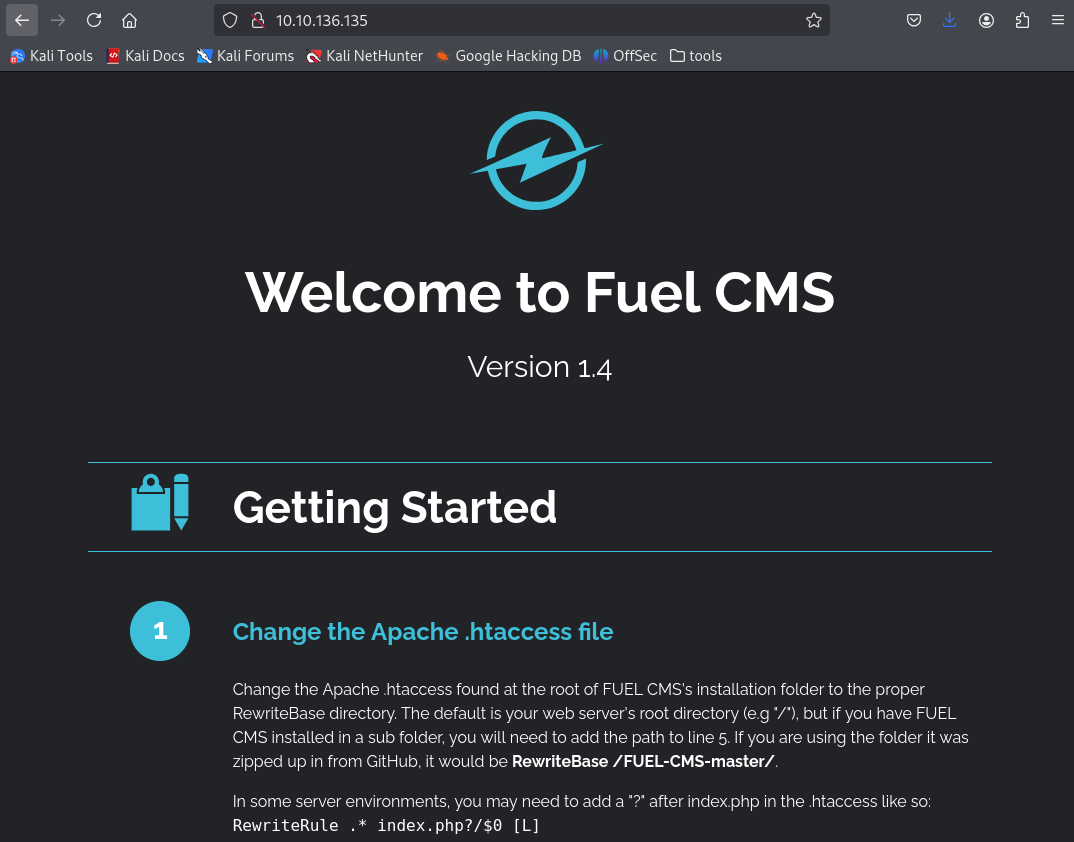 10.10.136.135
Kali Tools Kali Docs Kali Forums Kali NetHunter Google Hacking DB OffSec tools
Welcome to Fuel CMS
Version 1.4
Getting Started
1 Change the Apache .htaccess file
Change the Apache .htaccess found at the root of FUEL CMS's installation folder to the proper
RewriteBase directory. The default is your web server's root directory (e.g "/"), but if you have FUEL
CMS installed in a sub folder, you will need to add the path to line 5. If you are using the folder it was
zipped up in from GitHub, it would be RewriteBase /FUEL-CMS-master/.
In some server environments, you may need to add a "?" after index.php in the .htaccess like so:
RewriteRule .* index.php?/$0 [L]